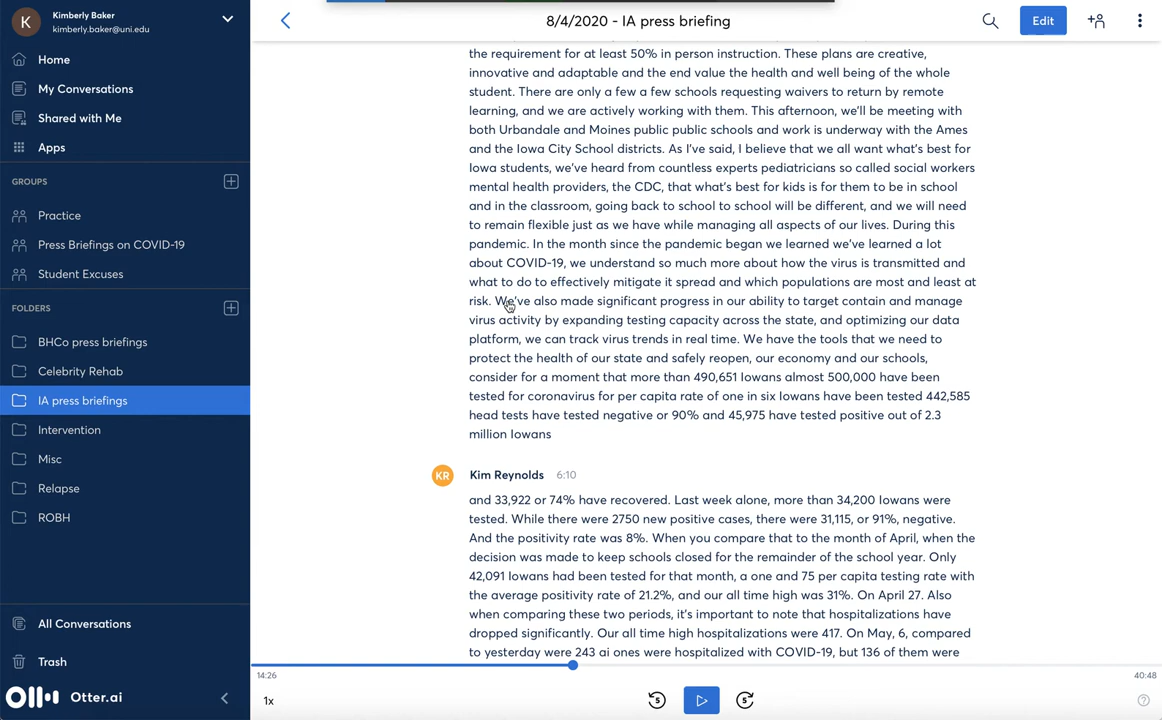 K
Kimberly Baker
kimberly.baker@uni.edu
Home
My Conversations
Shared with Me
Apps
GROUPS
Practice
Press Briefings on COVID-19
Student Excuses
FOLDERS
BHCo press briefings
Celebrity Rehab
IA press briefings
Intervention
Misc
Relapse
ROBH
All Conversations
Trash
Otter.ai
8/4/2020 - IA press briefing
Edit
the requirement for at least 50% in person instruction. These plans are creative,
innovative and adaptable and the end value the health and well being of the whole
student. There are only a few a few schools requesting waivers to return by remote
learning, and we are actively working with them. This afternoon, we'll be meeting with
both Urbandale and Moines public public schools and work is underway with the Ames
and the Iowa City School districts. As I've said, I believe that we all want what's best for
Iowa students, we've heard from countless experts pediatricians so called social workers
mental health providers, the CDC, that what's best for kids is for them to be in school
and in the classroom, going back to school to school will be different, and we will need
to remain flexible just as we have while managing all aspects of our lives. During this
pandemic. In the month since the pandemic began we learned we've learned a lot
about COVID-19, we understand so much more about how the virus is transmitted and
what to do to effectively mitigate it spread and which populations are most and least at
risk. We've also made significant progress in our ability to target contain and manage
virus activity by expanding testing capacity across the state, and optimizing our data
platform, we can track virus trends in real time. We have the tools that we need to
protect the health of our state and safely reopen, our economy and our schools,
consider for a moment that more than 490,651 Iowans almost 500,000 have been
tested for coronavirus for per capita rate of one in six Iowans have been tested 442,585
head tests have tested negative or 90% and 45,975 have tested positive out of 2.3
million Iowans
KR
Kim Reynolds 6:10
and 33,922 or 74% have recovered. Last week alone, more than 34,200 Iowans were
tested. While there were 2750 new positive cases, there were 31,115, or 91%, negative.
And the positivity rate was 8%. When you compare that to the month of April, when the
decision was made to keep schools closed for the remainder of the school year. Only
42,091 Iowans had been tested for that month, a one and 75 per capita testing rate with
the average positivity rate of 21.2%, and our all time high was 31%. On April 27. Also
when comparing these two periods, it's important to note that hospitalizations have
dropped significantly. Our all time high hospitalizations were 417. On May, 6, compared
to yesterday were 243 ai ones were hospitalized with COVID-19, but 136 of them were
14:26
40:48
1x
5
5